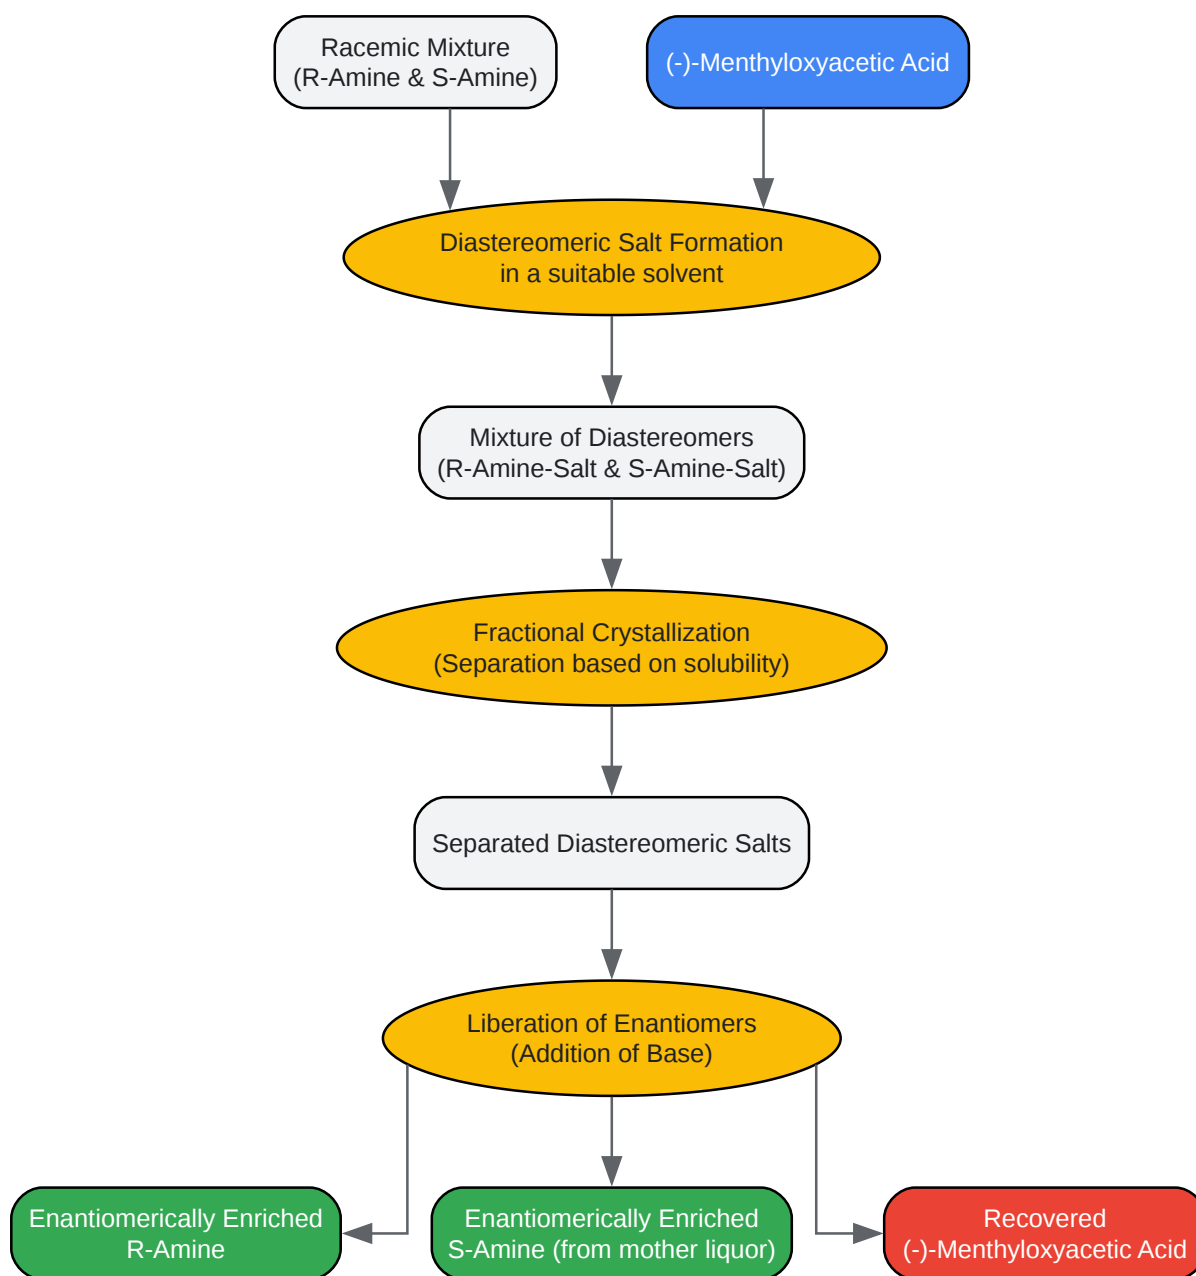 Racemic Mixture
(R-Amine & S-Amine)
(-)-Menthyloxyacetic Acid
Diastereomeric Salt Formation
in a suitable solvent
Mixture of Diastereomers
(R-Amine-Salt & S-Amine-Salt)
Fractional Crystallization
(Separation based on solubility)
Separated Diastereomeric Salts
Liberation of Enantiomers
(Addition of Base)
Enantiomerically Enriched
R-Amine
Enantiomerically Enriched
S-Amine (from mother liquor)
Recovered
(-)-Menthyloxyacetic Acid